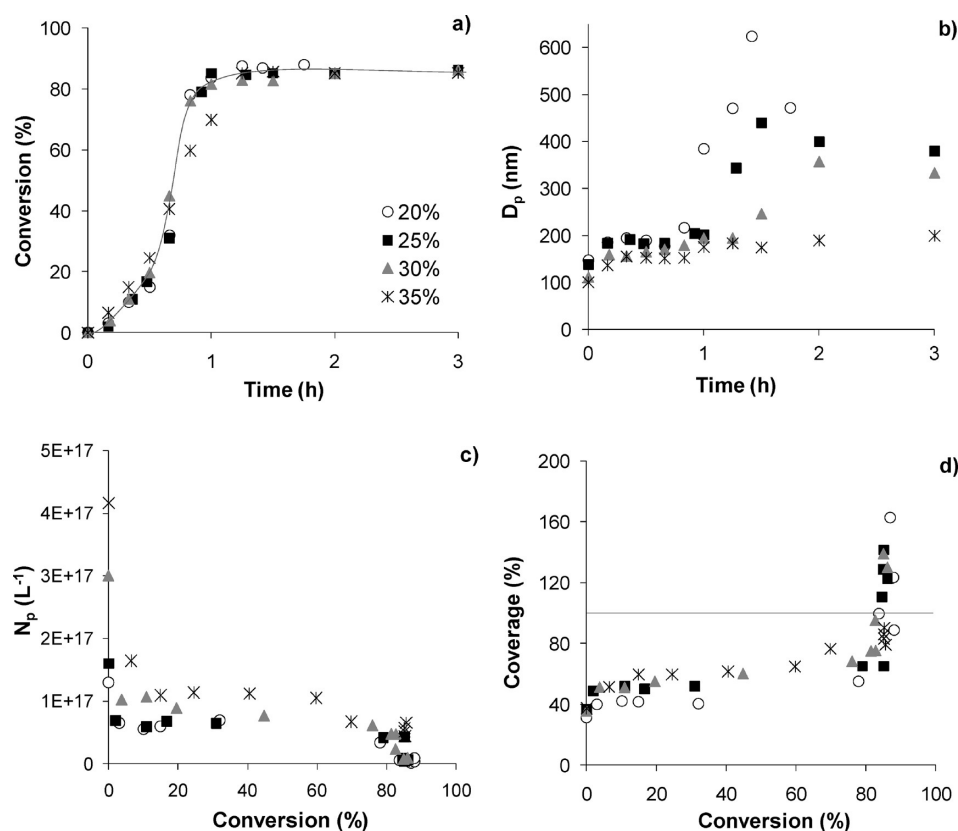 a)
100
80
60
40
20
0
Conversion (%)
20%
25%
30%
35%
0 1 2 3
Time (h)
b)
600
500
400
300
200
100
0
Dp (nm)
0 1 2 3
Time (h)
c)
5E+17
4E+17
3E+17
2E+17
1E+17
0
Np (L-1)
0 20 40 60 80 100
Conversion (%)
d)
200
160
120
80
40
0
Coverage (%)
0 20 40 60 80 100
Conversion (%)